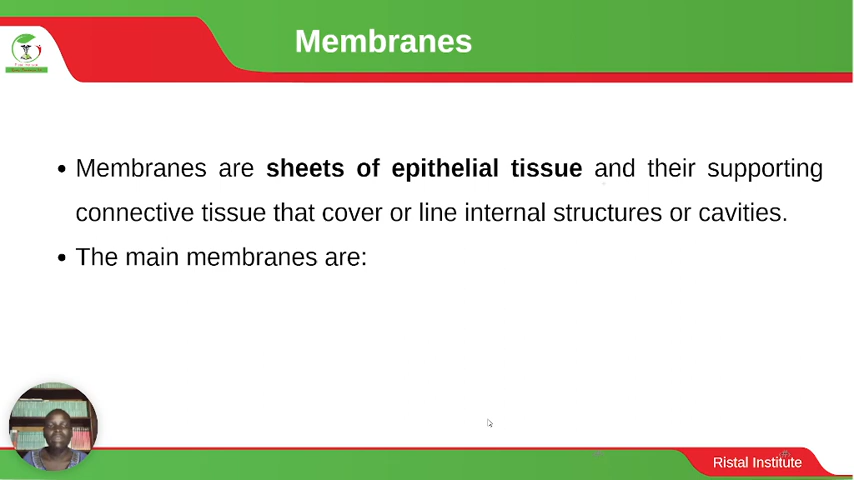 Membranes
• Membranes are sheets of epithelial tissue and their supporting
connective tissue that cover or line internal structures or cavities.
• The main membranes are:
Ristal Institute